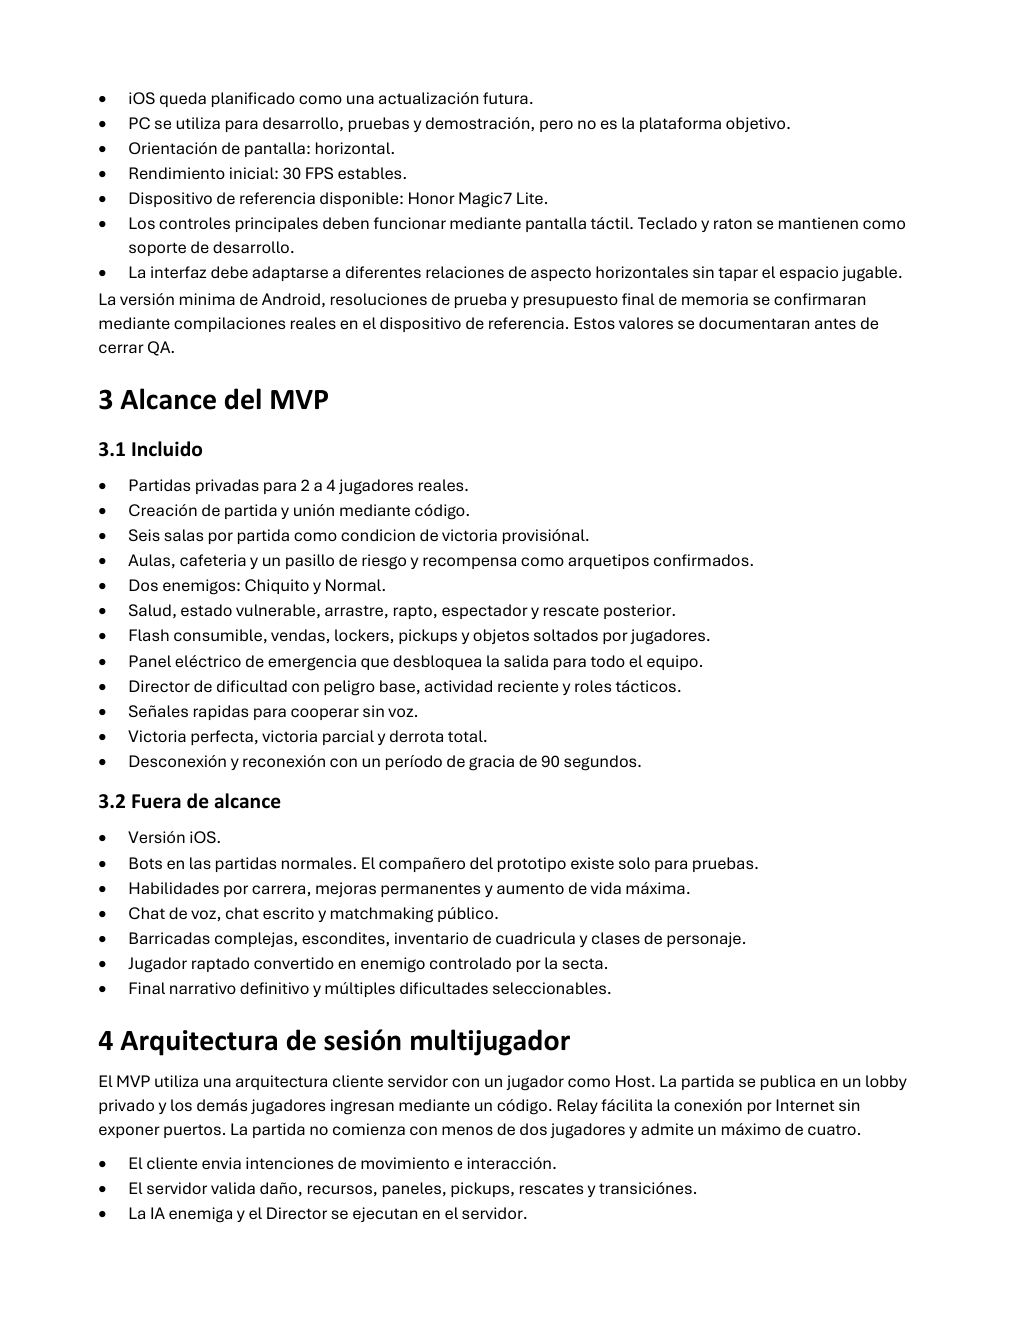 • iOS queda planificado como una actualización futura.
• PC se utiliza para desarrollo, pruebas y demostración, pero no es la plataforma objetivo.
• Orientación de pantalla: horizontal.
• Rendimiento inicial: 30 FPS estables.
• Dispositivo de referencia disponible: Honor Magic7 Lite.
• Los controles principales deben funcionar mediante pantalla táctil. Teclado y raton se mantienen como
soporte de desarrollo.
• La interfaz debe adaptarse a diferentes relaciones de aspecto horizontales sin tapar el espacio jugable.
La versión minima de Android, resoluciones de prueba y presupuesto final de memoria se confirmaran
mediante compilaciones reales en el dispositivo de referencia. Estos valores se documentaran antes de
cerrar QA.
3 Alcance del MVP
3.1 Incluido
• Partidas privadas para 2 a 4 jugadores reales.
• Creación de partida y unión mediante código.
• Seis salas por partida como condicion de victoria provisiónal.
• Aulas, cafeteria y un pasillo de riesgo y recompensa como arquetipos confirmados.
• Dos enemigos: Chiquito y Normal.
• Salud, estado vulnerable, arrastre, rapto, espectador y rescate posterior.
• Flash consumible, vendas, lockers, pickups y objetos soltados por jugadores.
• Panel eléctrico de emergencia que desbloquea la salida para todo el equipo.
• Director de dificultad con peligro base, actividad reciente y roles tácticos.
• Señales rapidas para cooperar sin voz.
• Victoria perfecta, victoria parcial y derrota total.
• Desconexión y reconexión con un período de gracia de 90 segundos.
3.2 Fuera de alcance
• Versión iOS.
• Bots en las partidas normales. El compañero del prototipo existe solo para pruebas.
• Habilidades por carrera, mejoras permanentes y aumento de vida máxima.
• Chat de voz, chat escrito y matchmaking público.
• Barricadas complejas, escondites, inventario de cuadricula y clases de personaje.
• Jugador raptado convertido en enemigo controlado por la secta.
• Final narrativo definitivo y múltiples dificultades seleccionables.
4 Arquitectura de sesión multijugador
El MVP utiliza una arquitectura cliente servidor con un jugador como Host. La partida se publica en un lobby
privado y los demás jugadores ingresan mediante un código. Relay fácilita la conexión por Internet sin
exponer puertos. La partida no comienza con menos de dos jugadores y admite un máximo de cuatro.
• El cliente envia intenciones de movimiento e interacción.
• El servidor valida daño, recursos, paneles, pickups, rescates y transiciónes.
• La IA enemiga y el Director se ejecutan en el servidor.